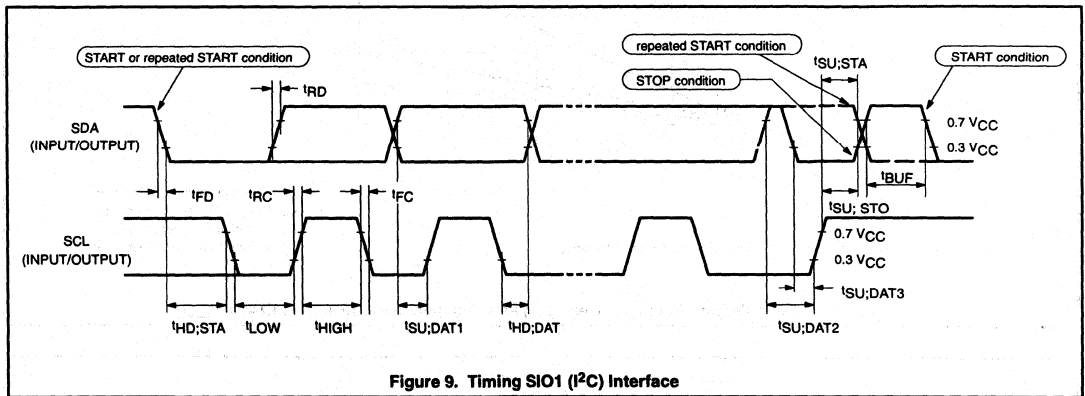 START or repeated START condition
repeated START condition
STOP condition
tSU;STA
START condition
tRD
SDA
(INPUT/OUTPUT)
0.7 VCC
0.3 VCC
tFD
tRC
tFC
tBUF
tSU; STO
SCL
(INPUT/OUTPUT)
0.7 VCC
0.3 VCC
tSU;DAT3
tHD;STA
tLOW
tHIGH
tSU;DAT1
tHD;DAT
tSU;DAT2
Figure 9. Timing SIO1 (I²C) Interface